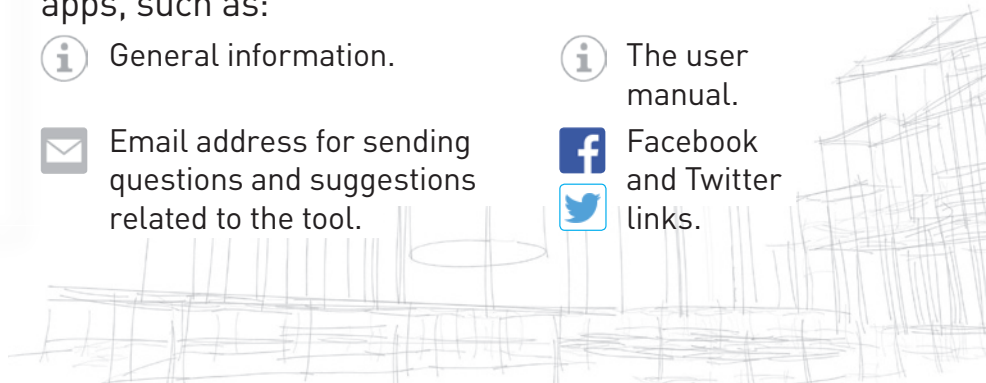 apps, such as:
General information.
The user
manual.
Email address for sending
questions and suggestions
related to the tool.
Facebook
and Twitter
links.